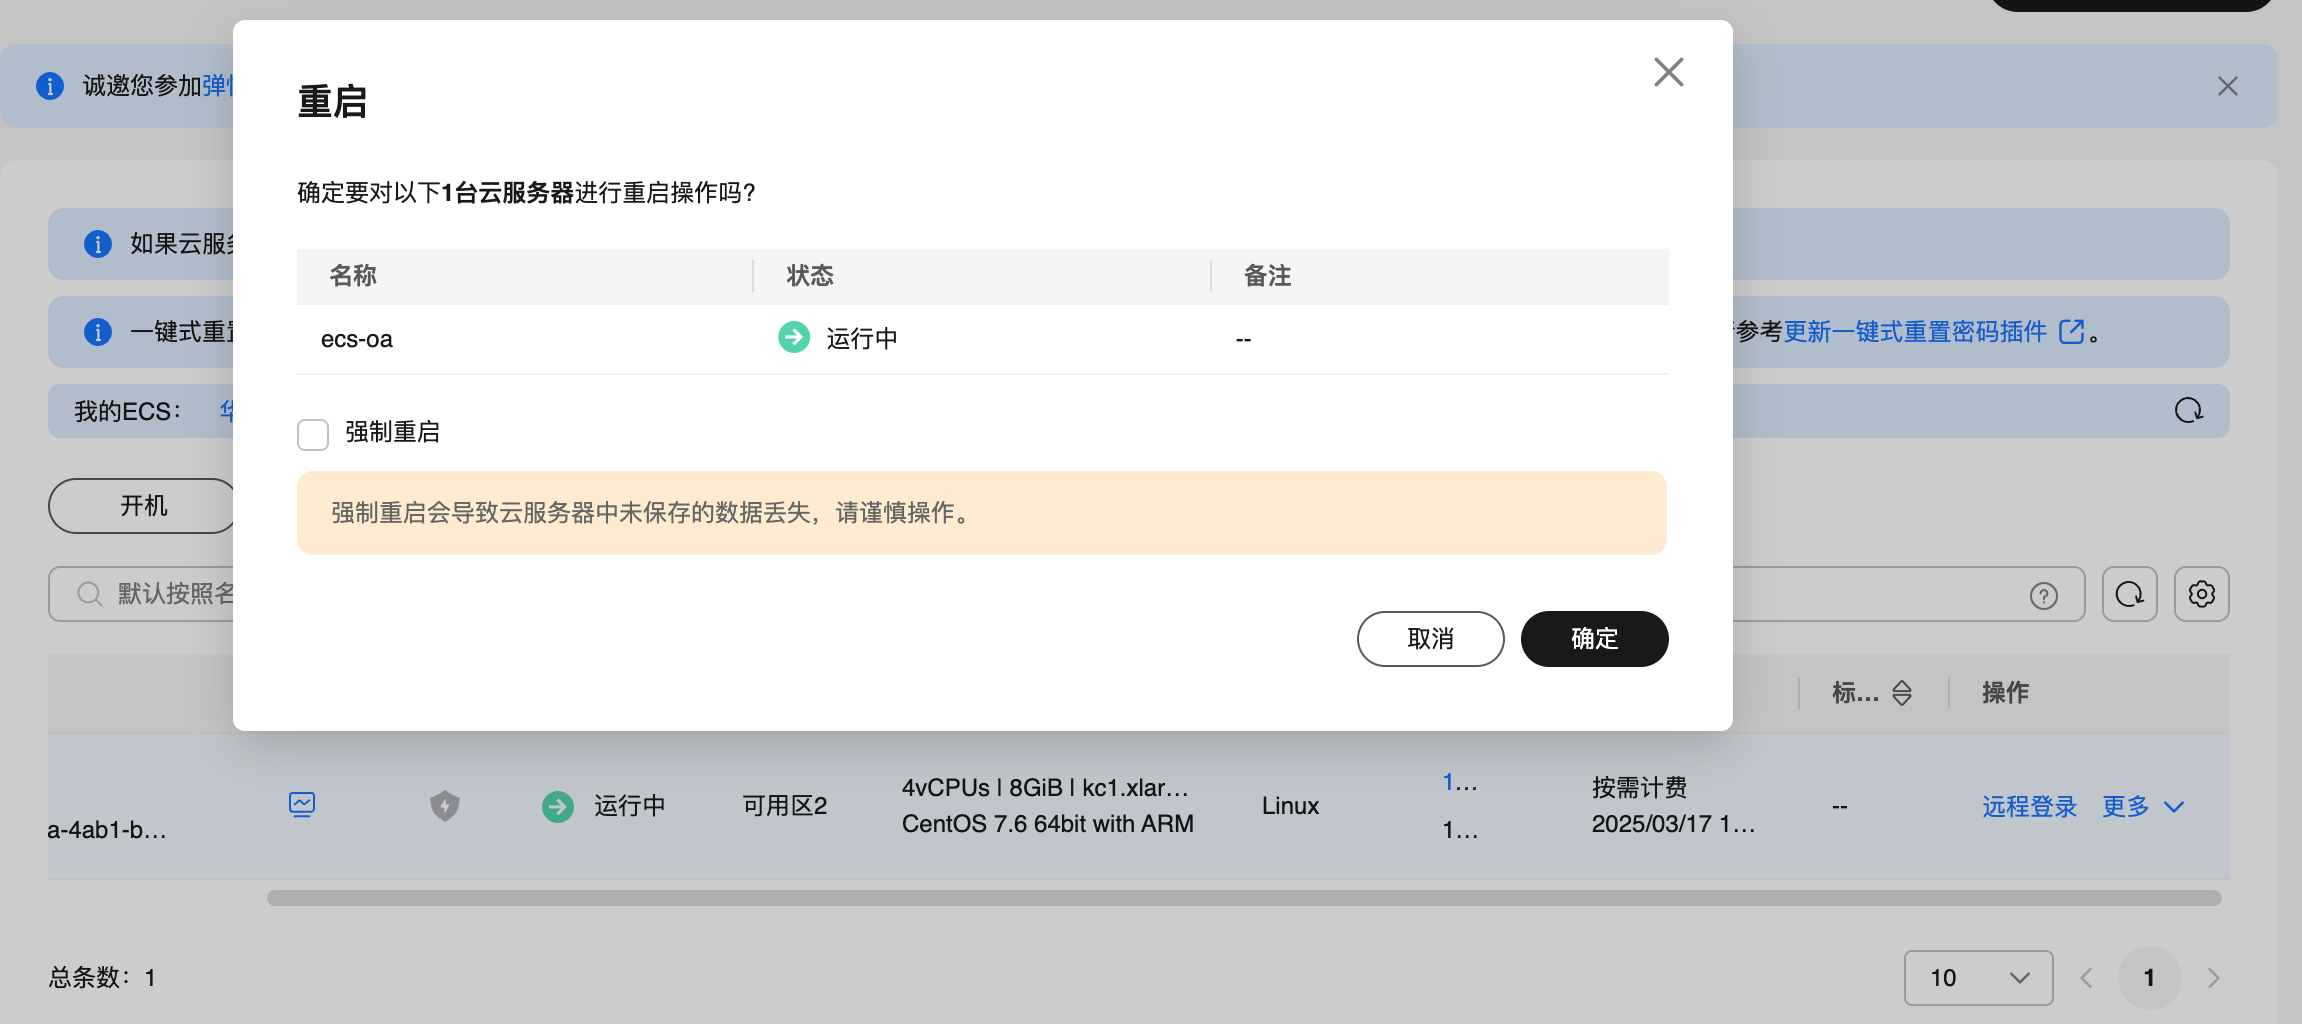 诚邀您参加弹
重启
确定要对以下1台云服务器进行重启操作吗?
如果云服
名称 状态 备注
一键式重
参考更新一键式重置密码插件 。
ecs-oa 运行中 --
我的ECS：
强制重启
开机
强制重启会导致云服务器中未保存的数据丢失，请谨慎操作。
默认按照名
取消 确定
标... 操作
a-4ab1-b...
运行中
可用区2
4vCPUs | 8GiB | kc1.xlar...
CentOS 7.6 64bit with ARM
Linux
1...
1...
按需计费
2025/03/17 1...
--
远程登录 更多
总条数：1
10 1